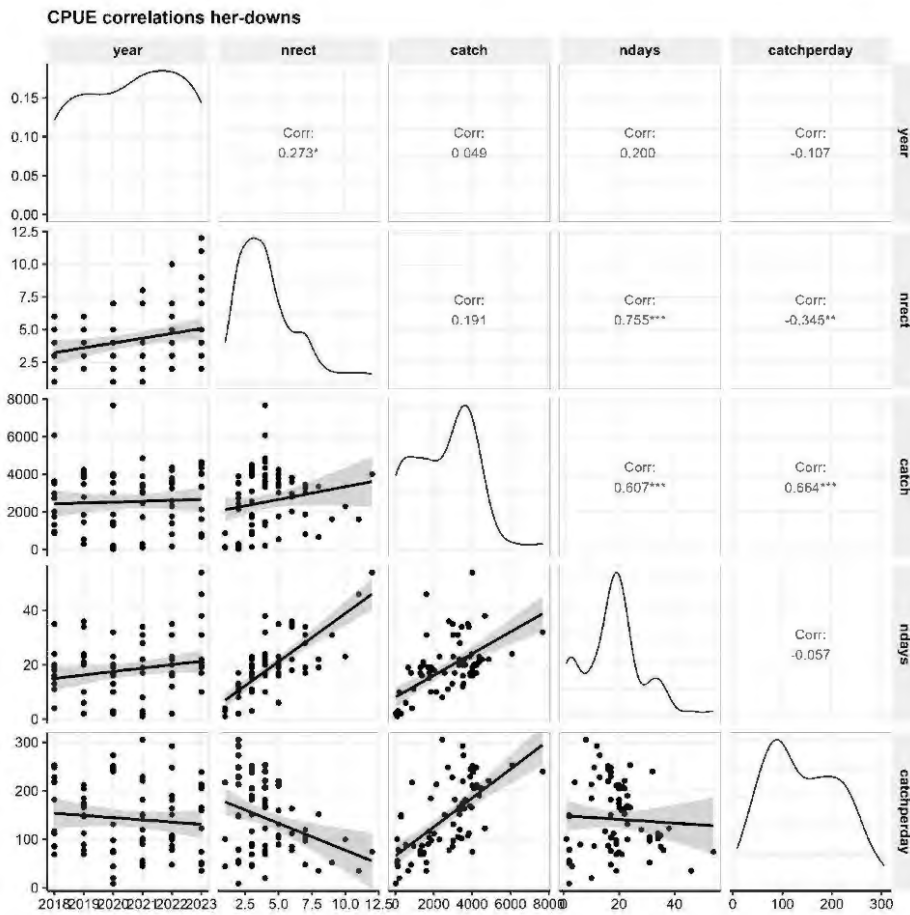 CPUE correlations her-downs
year nrect catch ndays catchperday
0.15
0.10
0.05
0.00
Corr:
0.273*
Corr:
0.049
Corr:
0.200
Corr:
-0.107
year
12.5
10.0
7.5
5.0
2.5
Corr:
0.191
Corr:
0.755***
Corr:
-0.345**
nrect
8000
6000
4000
2000
0
Corr:
0.607***
Corr:
0.664***
catch
40
20
0
Corr:
-0.057
ndays
300
200
100
0
catchperday
2018 2019 2020 2021 2022 2023
2.5 5.0 7.5 10.0 12.5
0 2000 4000 6000 8000
0 20 40
0 100 200 300